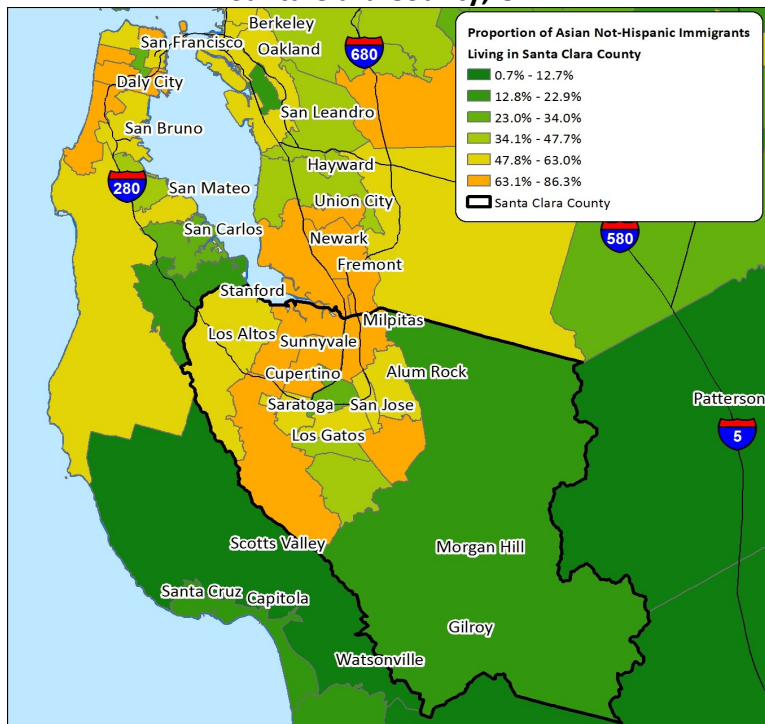 Berkeley
San Francisco
Oakland
680
Daly City
San Leandro
San Bruno
Hayward
280
San Mateo
Union City
San Carlos
Newark
580
Fremont
Stanford
Milpitas
Los Altos
Sunnyvale
Cupertino
Alum Rock
Patterson
Saratoga
San Jose
5
Los Gatos
Scotts Valley
Morgan Hill
Santa Cruz
Capitola
Gilroy
Watsonville
Proportion of Asian Not-Hispanic Immigrants
Living in Santa Clara County
0.7% - 12.7%
12.8% - 22.9%
23.0% - 34.0%
34.1% - 47.7%
47.8% - 63.0%
63.1% - 86.3%
Santa Clara County